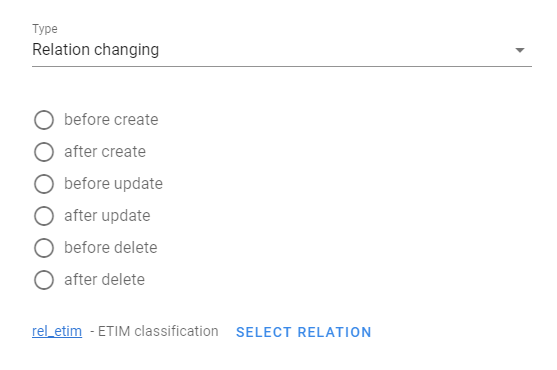 Type
Relation changing
before create
after create
before update
after update
before delete
after delete
rel_etim - ETIM classification SELECT RELATION